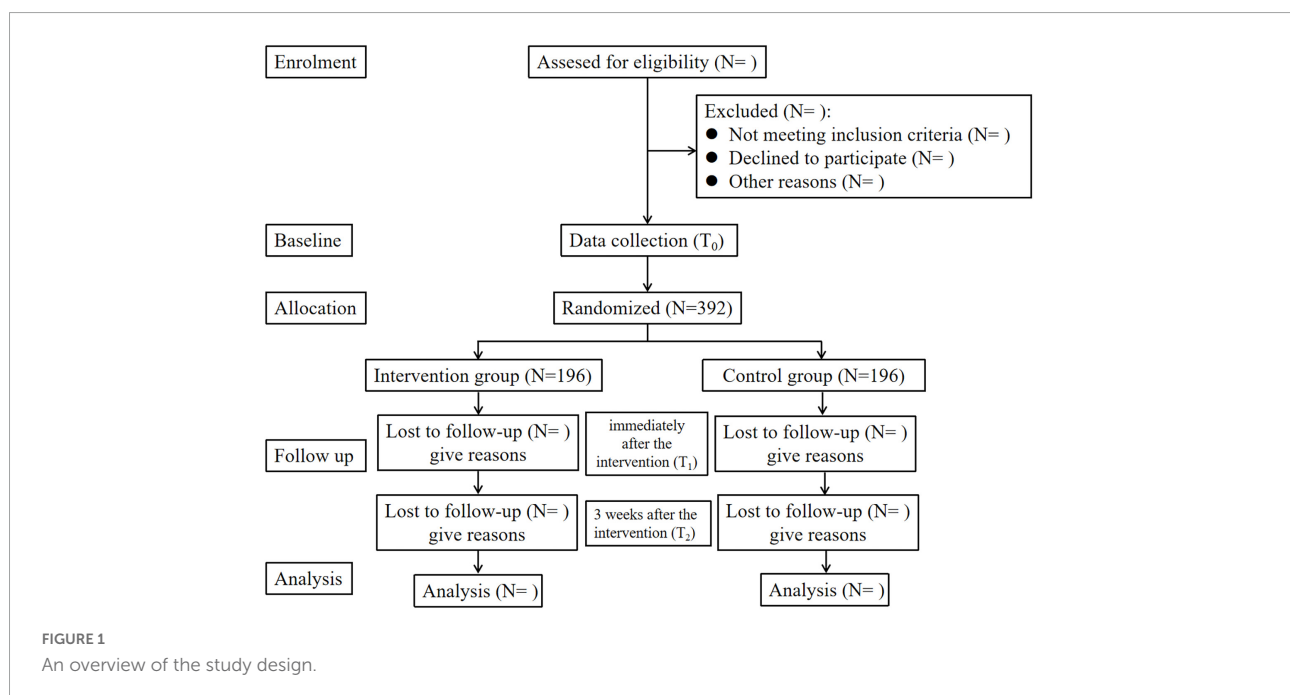 Enrolment
Assesed for eligibility (N= )
Excluded (N= ):
● Not meeting inclusion criteria (N= )
● Declined to participate (N= )
● Other reasons (N= )
Baseline
Data collection (T₀)
Allocation
Randomized (N=392)
Intervention group (N=196)
Control group (N=196)
Follow up
Lost to follow-up (N= )
give reasons
immediately
after the
intervention (T₁)
Lost to follow-up (N= )
give reasons
Lost to follow-up (N= )
give reasons
3 weeks after the
intervention (T₂)
Lost to follow-up (N= )
give reasons
Analysis
Analysis (N= )
Analysis (N= )
FIGURE 1
An overview of the study design.